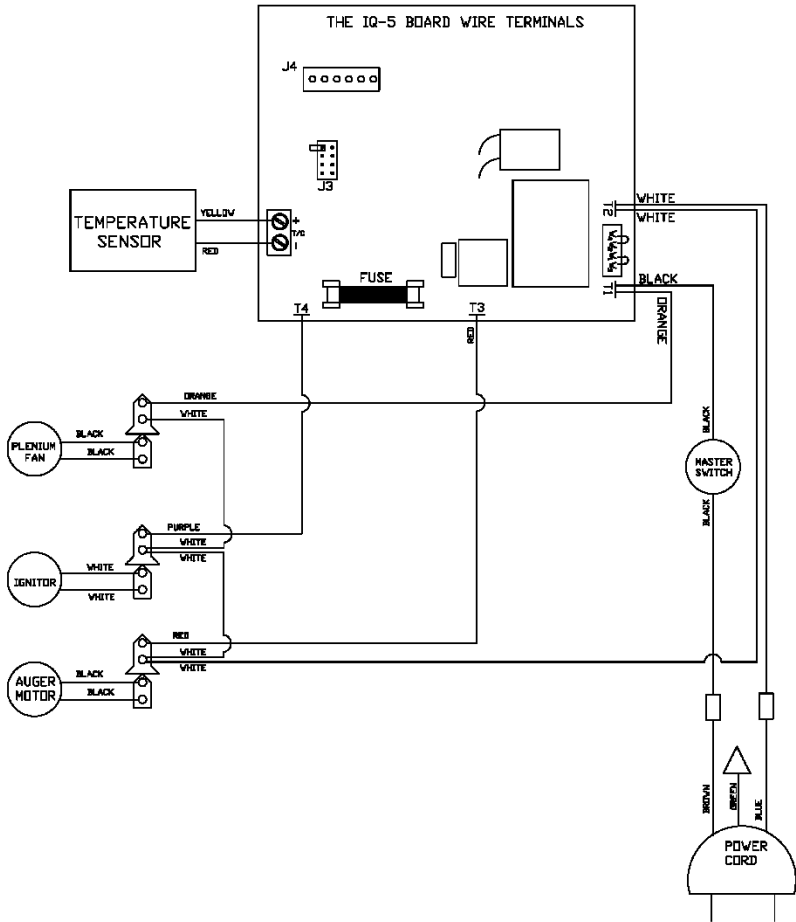 THE IQ-5 BOARD WIRE TERMINALS
J4
J3
TEMPERATURE
SENSOR
YELLOW
RED
+
T/C
-
FUSE
T4
T3
RED
T2
WHITE
WHITE
T1
BLACK
ORANGE
ORANGE
WHITE
PLENIUM
FAN
BLACK
BLACK
BLACK
MASTER
SWITCH
BLACK
PURPLE
WHITE
WHITE
IGNITOR
WHITE
WHITE
RED
WHITE
WHITE
AUGER
MOTOR
BLACK
BLACK
BROWN
GREEN
BLUE
POWER
CORD